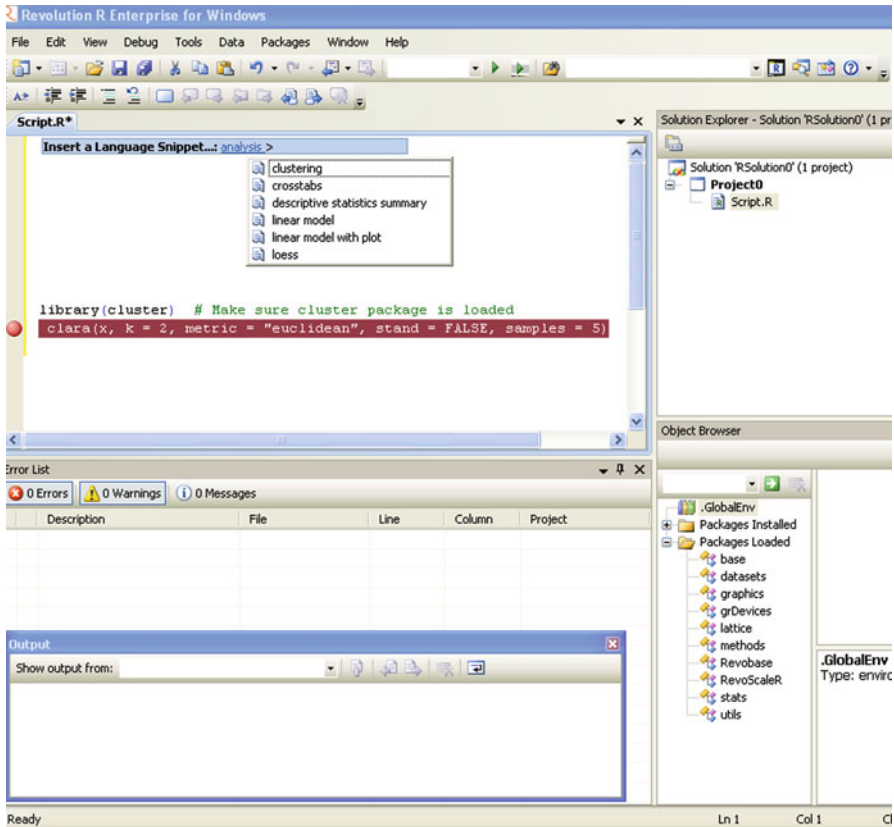 Revolution R Enterprise for Windows
File Edit View Debug Tools Data Packages Window Help
Script.R*
Insert a Language Snippet...: analysis >
clustering
crosstabs
descriptive statistics summary
linear model
linear model with plot
loess
library(cluster) # Make sure cluster package is loaded
clara(x, k = 2, metric = "euclidean", stand = FALSE, samples = 5)
Solution Explorer - Solution 'RSolution0' (1 pr
Solution 'RSolution0' (1 project)
Project0
Script.R
Error List
0 Errors 0 Warnings 0 Messages
Description File Line Column Project
Output
Show output from:
Object Browser
.GlobalEnv
Packages Installed
Packages Loaded
base
datasets
graphics
grDevices
lattice
methods
Revobase
RevoScaleR
stats
utils
.GlobalEnv
Type: enviro
Ready Ln 1 Col 1